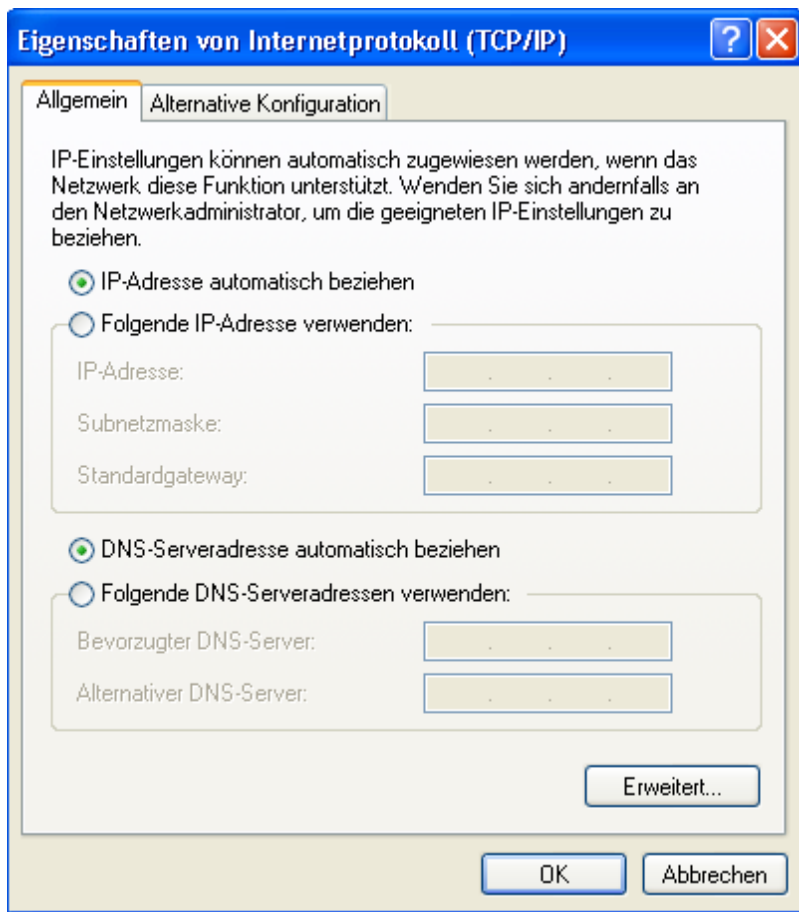 Eigenschaften von Internetprotokoll (TCP/IP)
Allgemein
Alternative Konfiguration
IP-Einstellungen können automatisch zugewiesen werden, wenn das
Netzwerk diese Funktion unterstützt. Wenden Sie sich andernfalls an
den Netzwerkadministrator, um die geeigneten IP-Einstellungen zu
beziehen.
IP-Adresse automatisch beziehen
Folgende IP-Adresse verwenden:
IP-Adresse: . . .
Subnetzmaske: . . .
Standardgateway: . . .
DNS-Serveradresse automatisch beziehen
Folgende DNS-Serveradressen verwenden:
Bevorzugter DNS-Server: . . .
Alternativer DNS-Server: . . .
Erweitert...
OK
Abbrechen